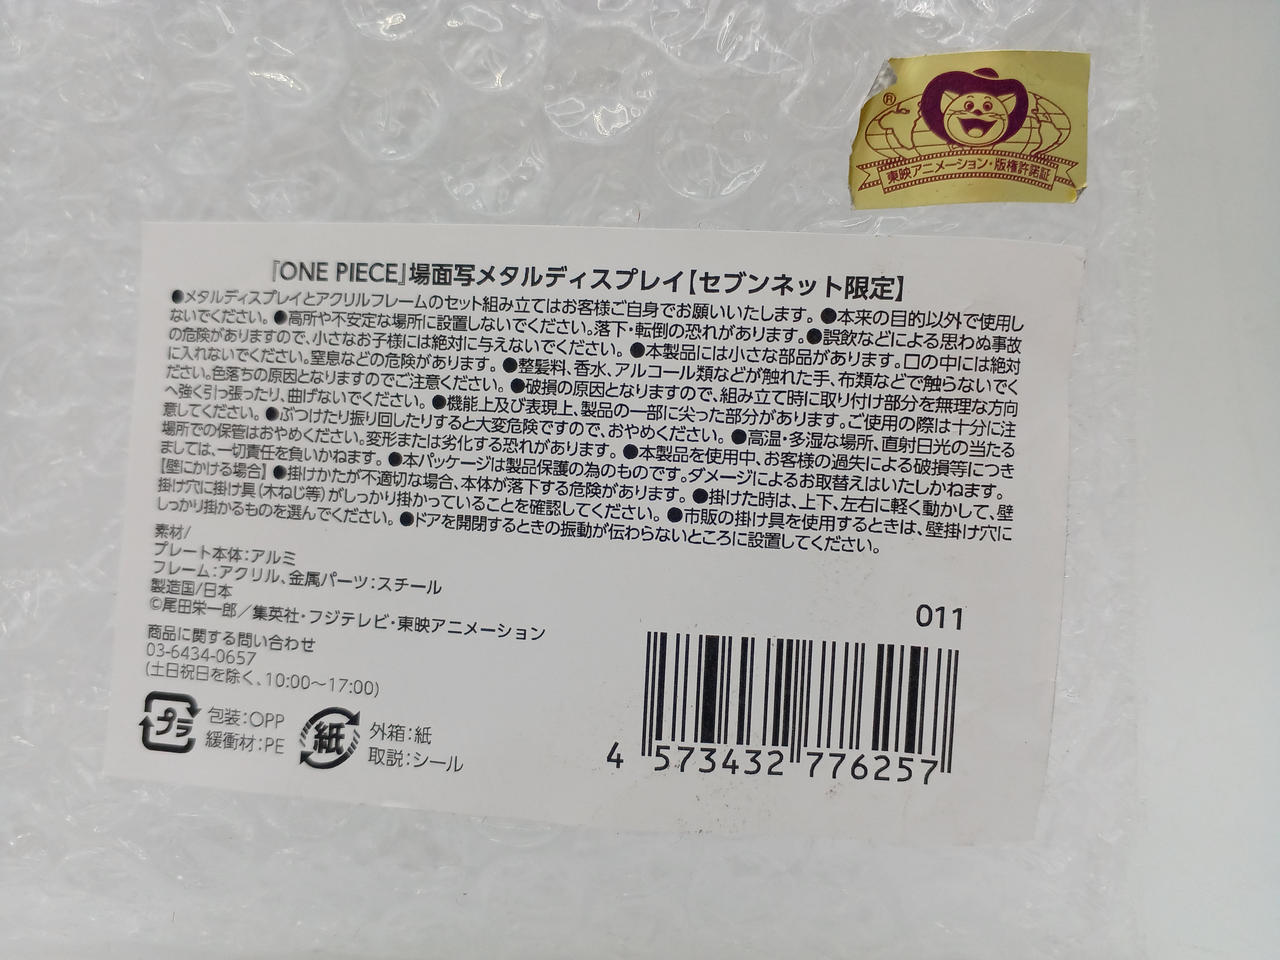 ®
東映アニメーション・版権許諾証
『ONE PIECE』場面写メタルディスプレイ【セブンネット限定】
●メタルディスプレイとアクリルフレームのセット組み立てはお客様ご自身でお願いいたします。 ●本来の目的以外で使用し
ないでください。 ●高所や不安定な場所に設置しないでください。落下・転倒の恐れがあります。 ●誤飲などによる思わぬ事故
の危険がありますので、小さなお子様には絶対に与えないでください。 ●本製品には小さな部品があります。口の中には絶対
に入れないでください。窒息などの危険があります。 ●整髪料、香水、アルコール類などが触れた手、布類などで触らないでく
ださい。色落ちの原因となりますのでご注意ください。 ●破損の原因となりますので、組み立て時に取り付け部分を無理な方向
へ強く引っ張ったり、曲げないでください。 ●機能上及び表現上、製品の一部に尖った部分があります。ご使用の際は十分に注
意してください。 ●ぶつけたり振り回したりすると大変危険ですので、おやめください。 ●高温・多湿な場所、直射日光の当たる
場所での保管はおやめください。変形または劣化する恐れがあります。 ●本製品を使用中、お客様の過失による破損等につき
ましては、一切責任を負いかねます。 ●本パッケージは製品保護の為のものです。ダメージによるお取替えはいたしかねます。
【壁にかける場合】 ●掛けかたが不適切な場合、本体が落下する危険があります。 ●掛けた時は、上下、左右に軽く動かして、壁
掛け穴に掛け具(木ねじ等)がしっかり掛かっていることを確認してください。 ●市販の掛け具を使用するときは、壁掛け穴に
しっかり掛かるものを選んでください。 ●ドアを開閉するときの振動が伝わらないところに設置してください。
素材/
プレート本体:アルミ
フレーム:アクリル、金属パーツ:スチール
製造国/日本
©尾田栄一郎/集英社・フジテレビ・東映アニメーション
商品に関する問い合わせ
03-6434-0657
(土日祝日を除く、10:00〜17:00)
プラ
包装:OPP
緩衝材:PE
紙
外箱:紙
取説:シール
011
4 573432 776257